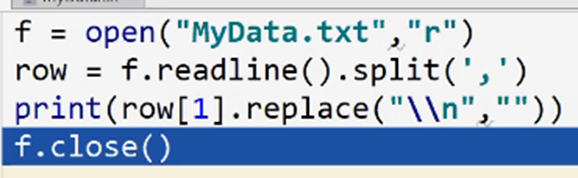 f = open("MyData.txt","r")
row = f.readline().split(',')
print(row[1].replace("\\n",""))
f.close()